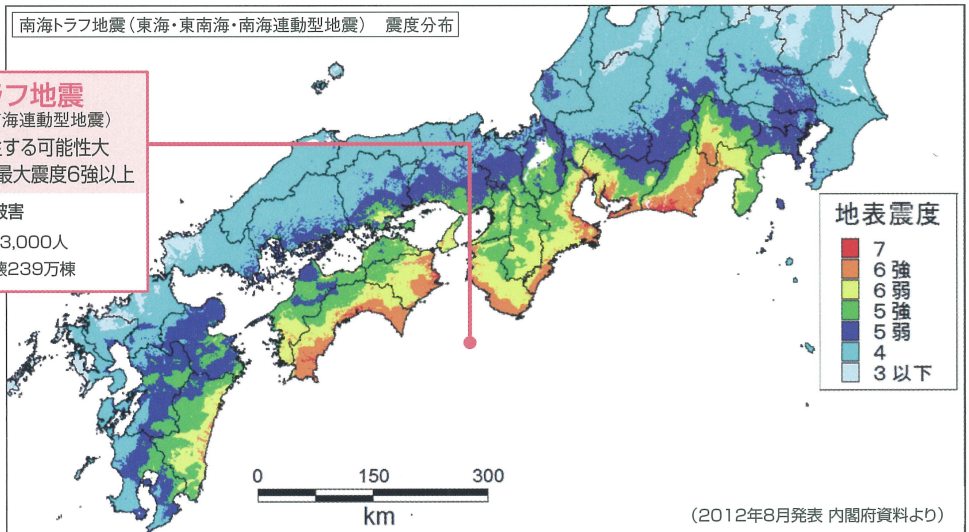 南海トラフ地震(東海・東南海・南海連動型地震) 震度分布
ラフ地震
海連動型地震)
する可能性大
最大震度6強以上
被害
3,000人
239万棟
地表震度
7
6強
6弱
5強
5弱
4
3以下
0 150 300
km
(2012年8月発表 内閣府資料より)